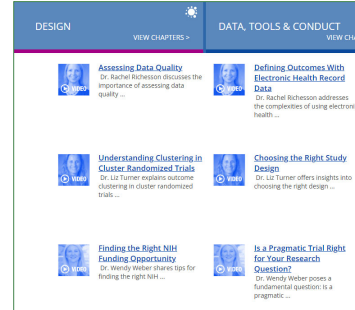 DESIGN
VIEW CHAPTERS >
VIDEO
Assessing Data Quality
Dr. Rachel Richesson discusses the
importance of assessing data
quality ...
VIDEO
Understanding Clustering in
Cluster Randomized Trials
Dr. Liz Turner explains outcome
clustering in cluster randomized
trials ...
VIDEO
Finding the Right NIH
Funding Opportunity
Dr. Wendy Weber shares tips for
finding the right NIH ...
DATA, TOOLS & CONDUCT
VIEW CHA
VIDEO
Defining Outcomes With
Electronic Health Record
Data
Dr. Rachel Richesson addresses
the complexities of using electroni
health ...
VIDEO
Choosing the Right Study
Design
Dr. Liz Turner offers insights into
choosing the right design ...
VIDEO
Is a Pragmatic Trial Right
for Your Research
Question?
Dr. Wendy Weber poses a
fundamental question: Is a
pragmatic ...